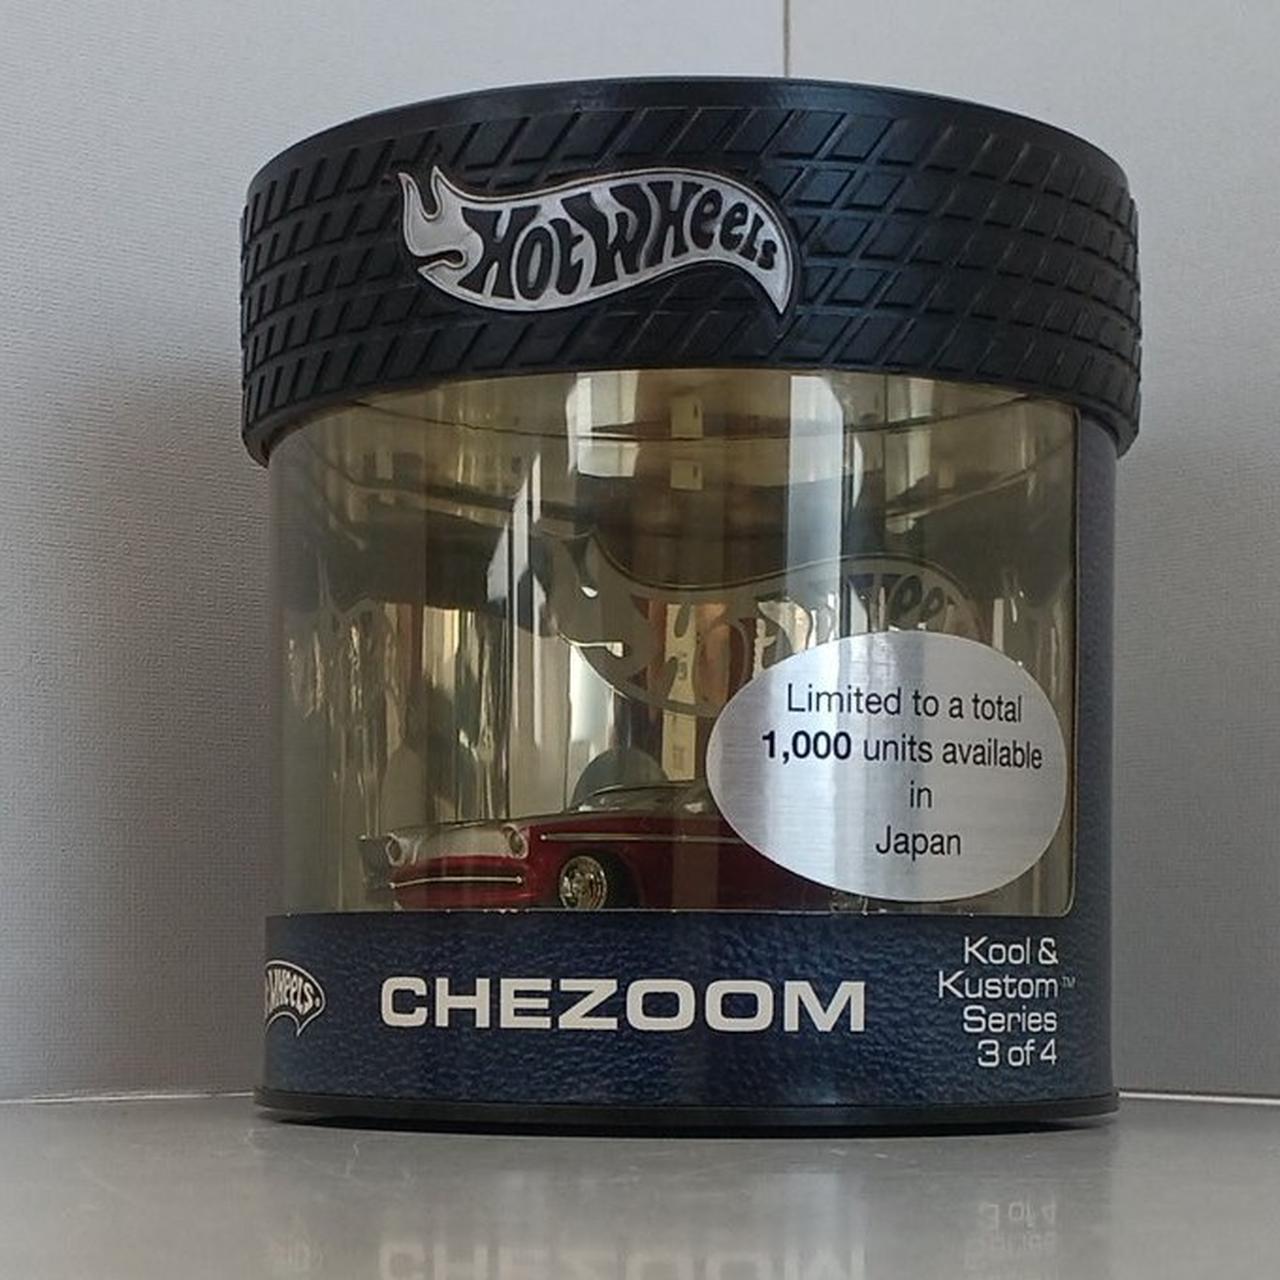 Hot Wheels
Limited to a total
1,000 units available
in
Japan
Wheels
CHEZOOM
Kool &
Kustom™
Series
3 of 4